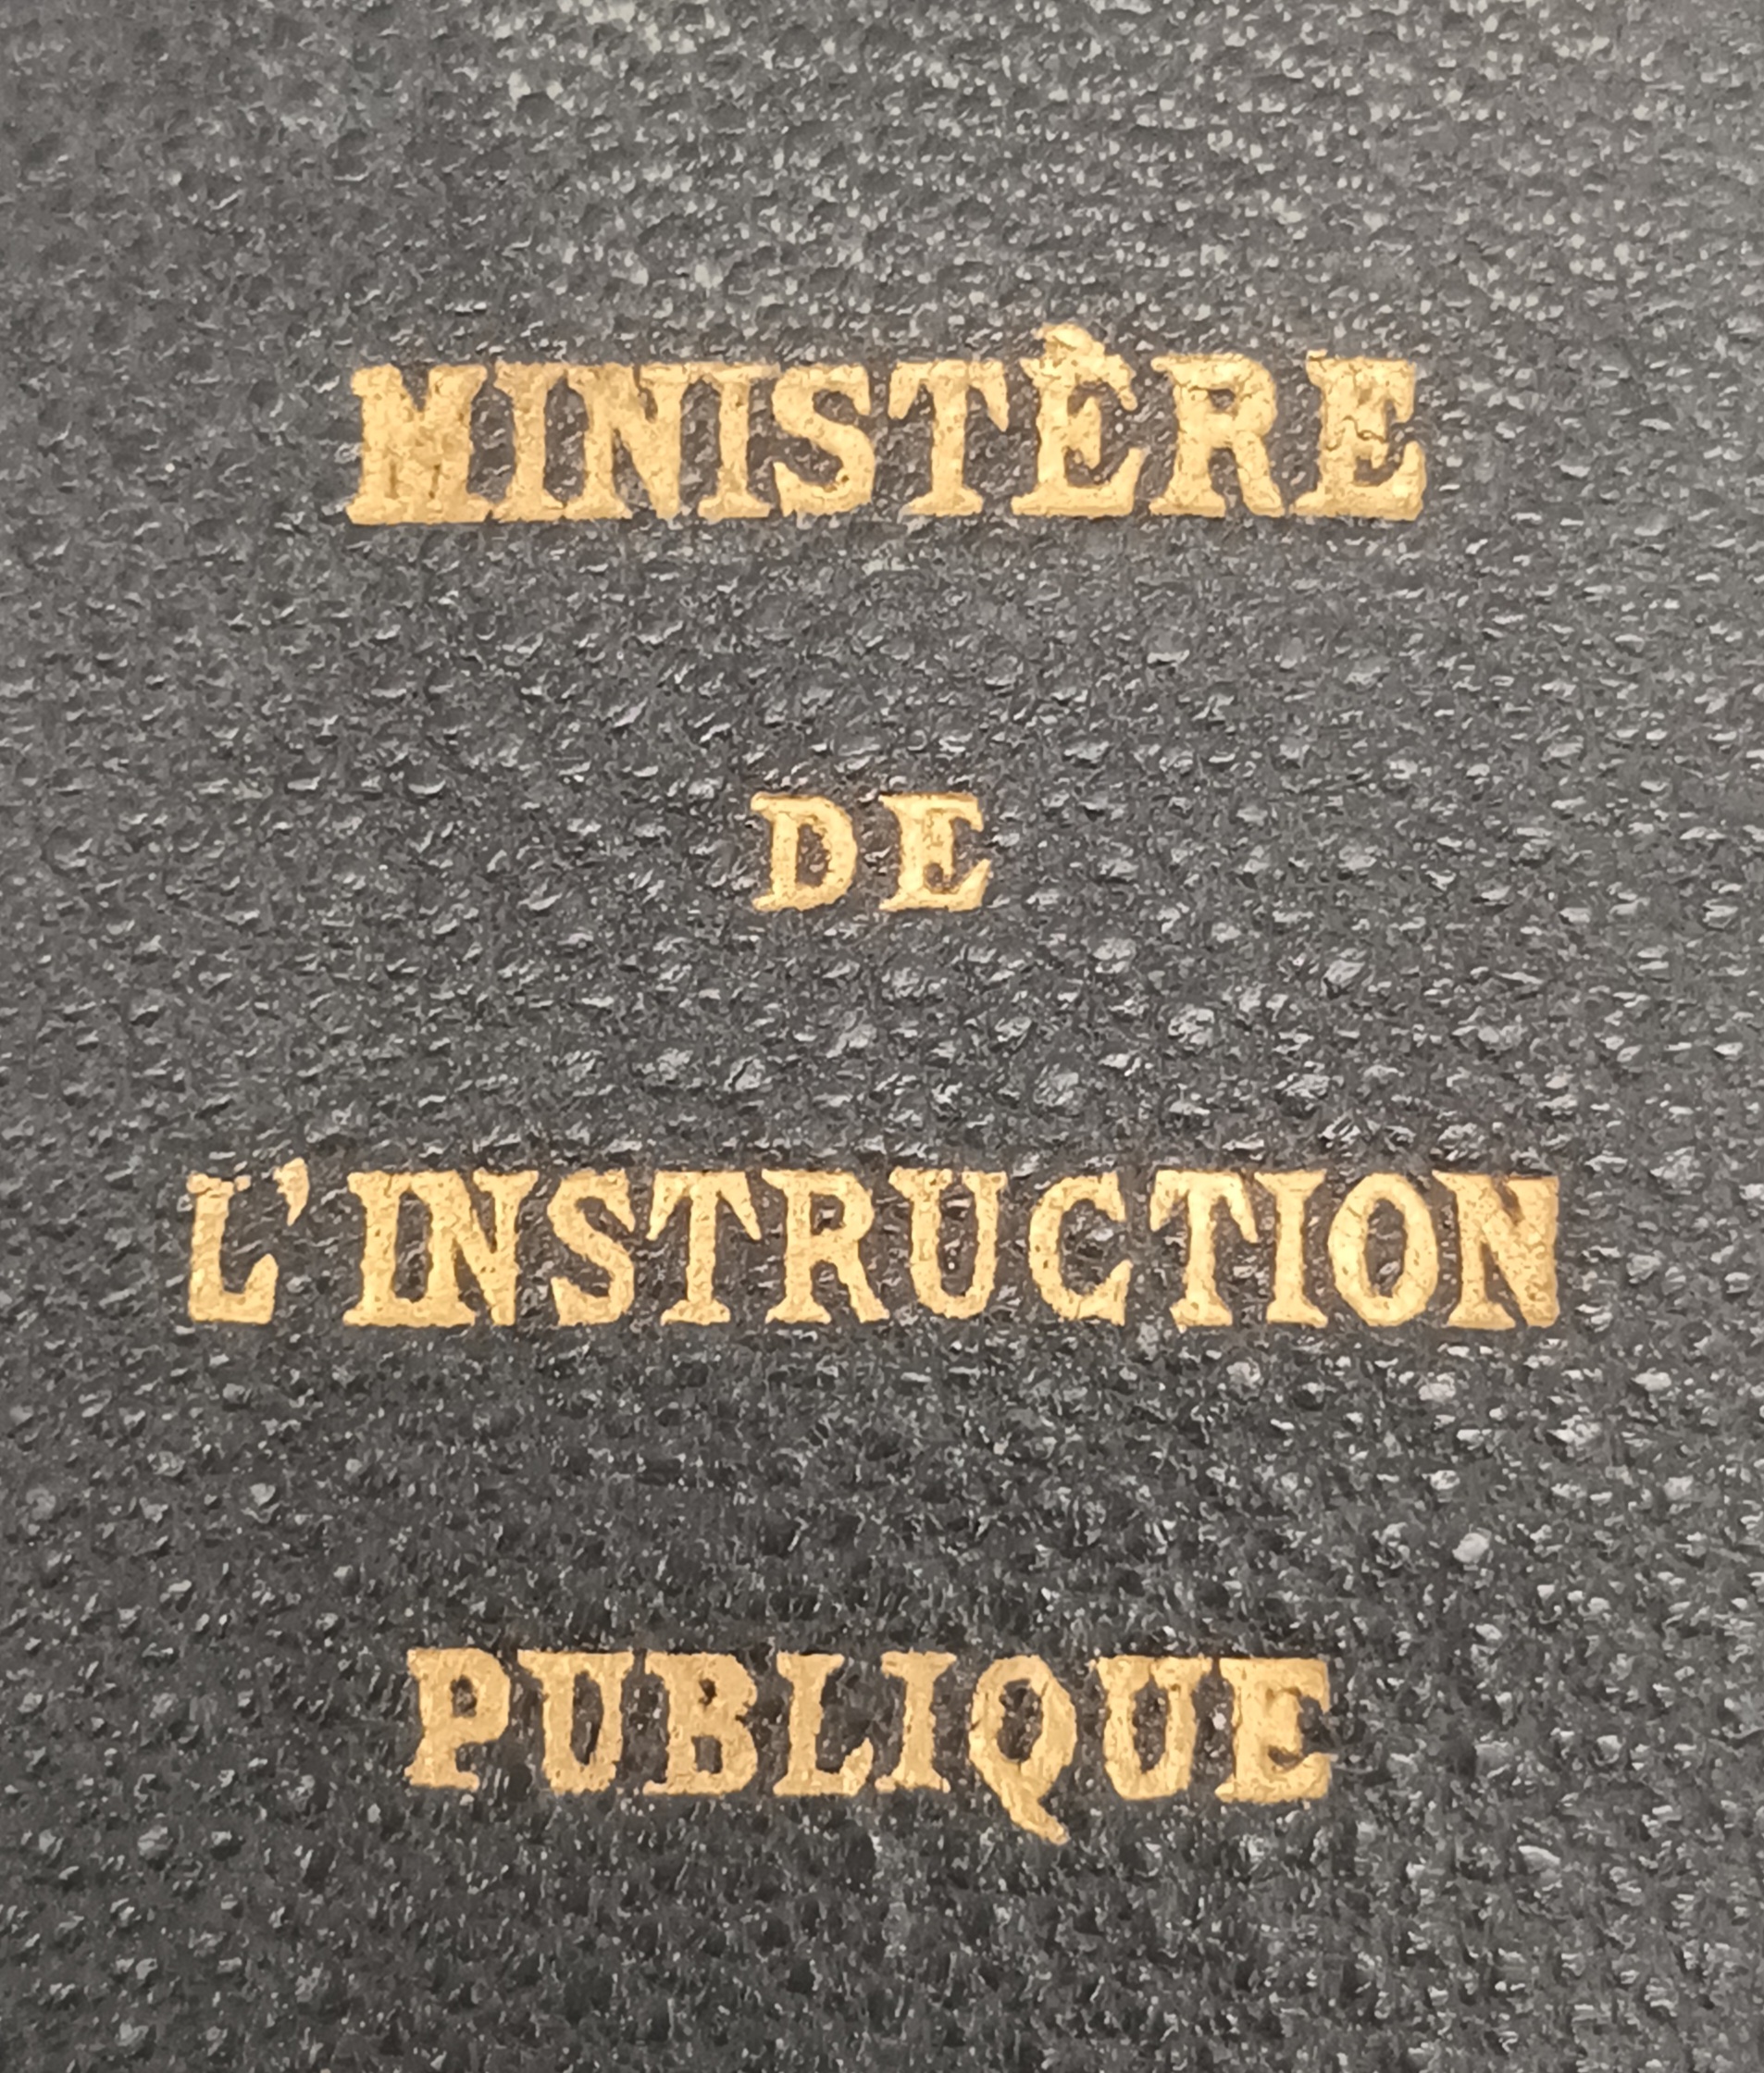 MINISTÈRE
DE
L'INSTRUCTION
PUBLIQUE